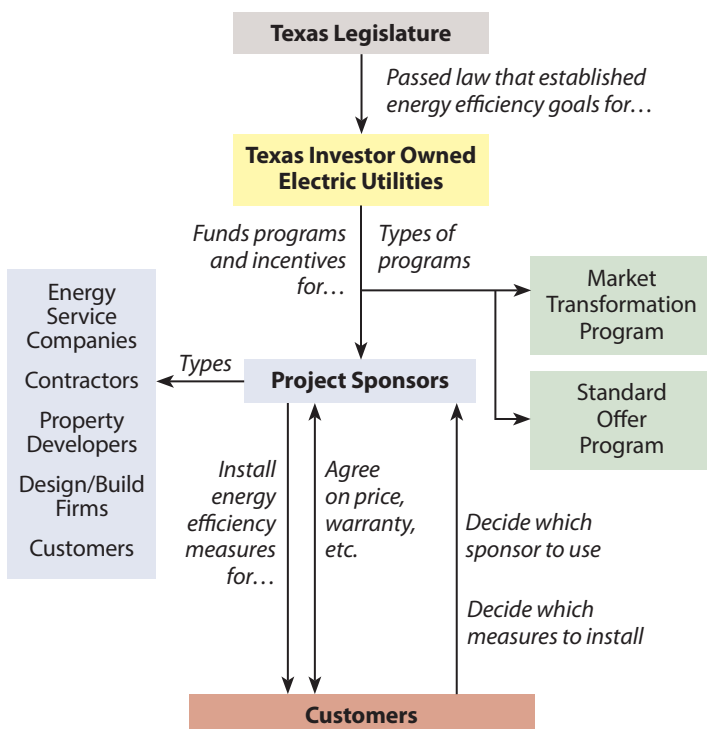 Texas Legislature
Passed law that established
energy efficiency goals for…
Texas Investor Owned
Electric Utilities
Funds programs
and incentives
for…
Types of
programs
Market
Transformation
Program
Standard
Offer
Program
Energy
Service
Companies
Contractors
Property
Developers
Design/Build
Firms
Customers
Types
Project Sponsors
Install
energy
efficiency
measures
for…
Agree
on price,
warranty,
etc.
Decide which
sponsor to use
Decide which
measures to install
Customers